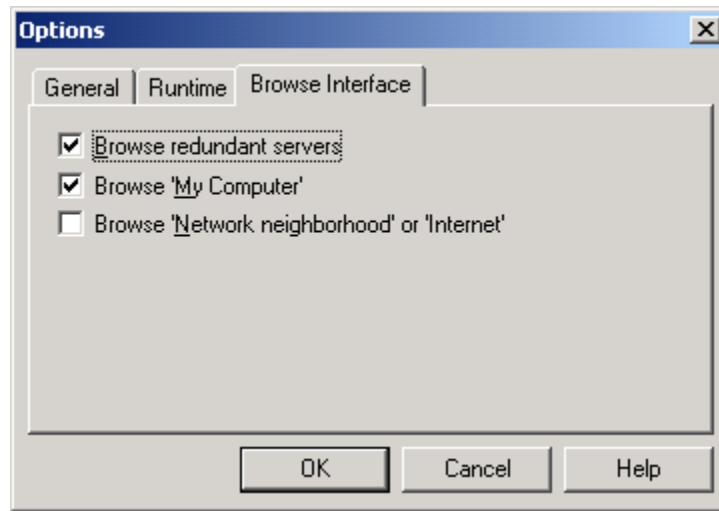 Options
General Runtime Browse Interface
Browse redundant servers
Browse 'My Computer'
Browse 'Network neighborhood' or 'Internet'
OK Cancel Help